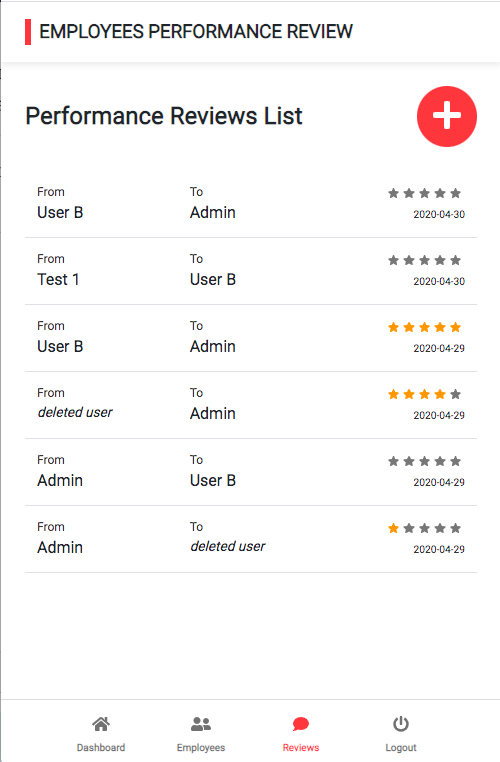 EMPLOYEES PERFORMANCE REVIEW
Performance Reviews List
From To
User B Admin
2020-04-30
From To
Test 1 User B
2020-04-30
From To
User B Admin
2020-04-29
From To
deleted user Admin
2020-04-29
From To
Admin User B
2020-04-29
From To
Admin deleted user
2020-04-29
Dashboard Employees Reviews Logout